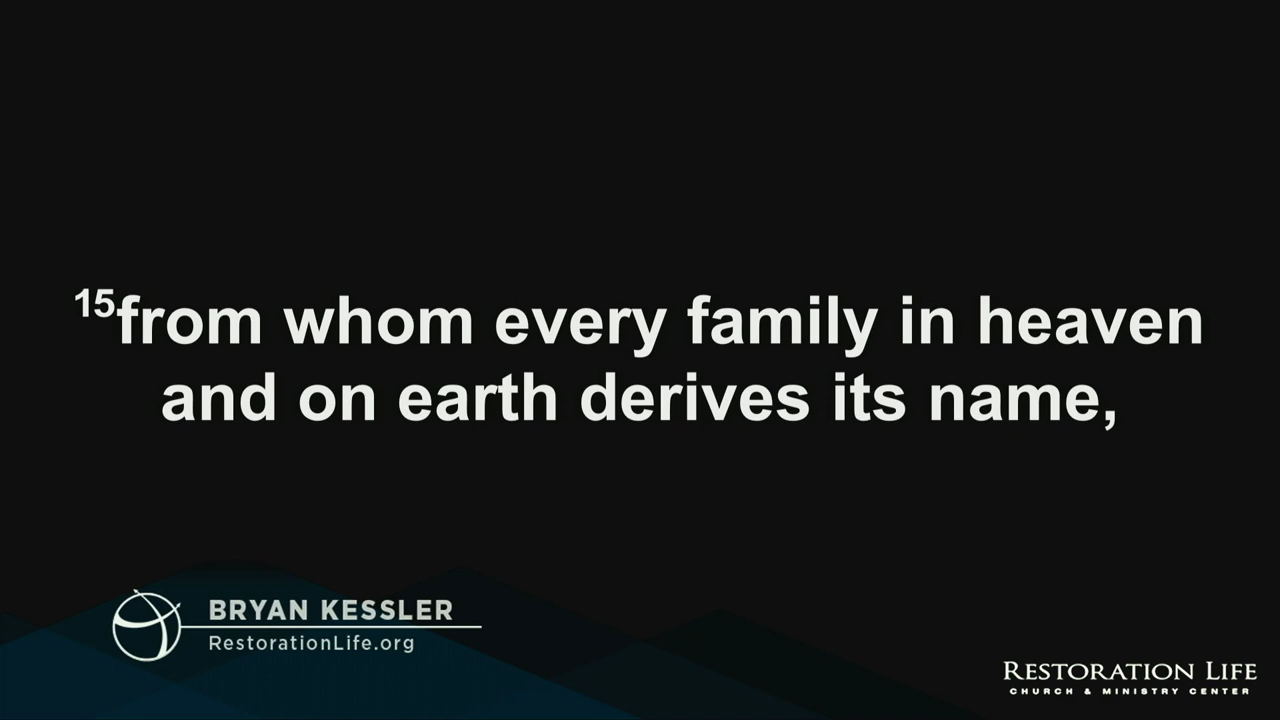 15from whom every family in heaven
and on earth derives its name,
BRYAN KESSLER
RestorationLife.org
RESTORATION LIFE
CHURCH & MINISTRY CENTER